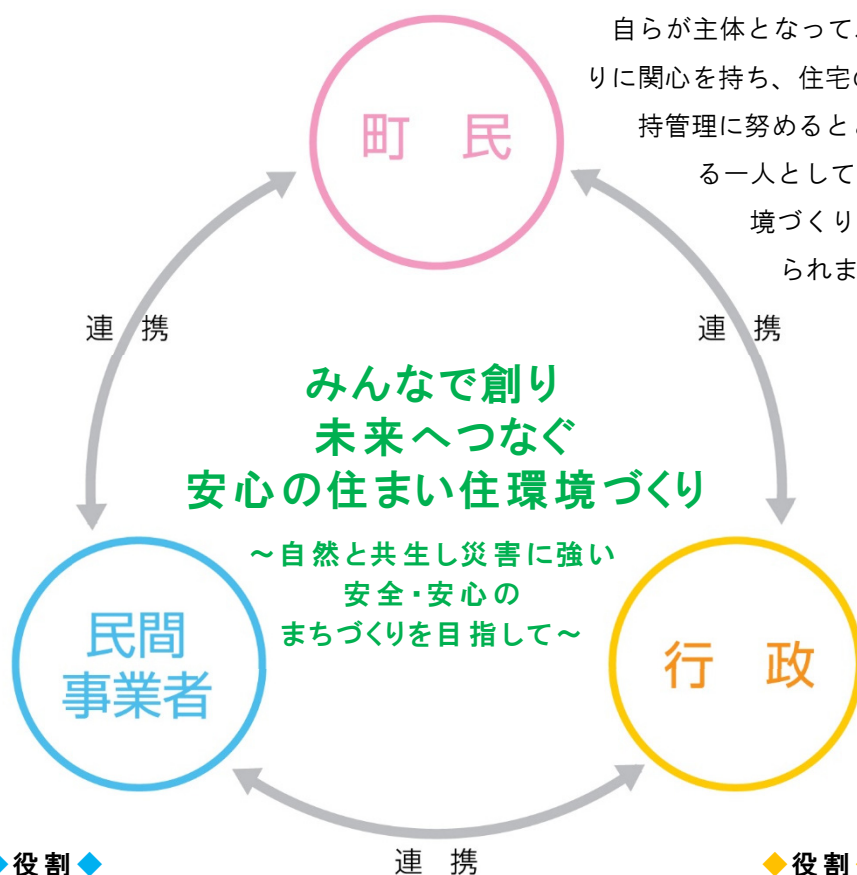 自らが主体となって
りに関心を持ち、住宅の
持管理に努めると
る一人として
境づくり
られま
町 民
連 携
連 携
みんなで創り
未来へつなぐ
安心の住まい住環境づくり
～自然と共生し災害に強い
安全・安心の
まちづくりを目指して～
民間
事業者
行 政
連 携
◆役割◆
◆役割